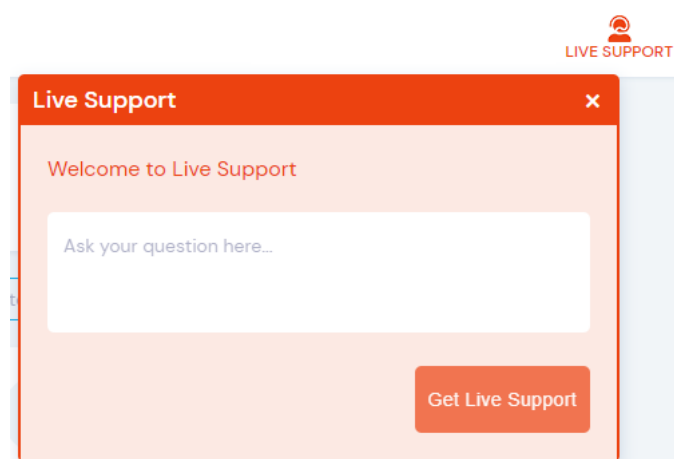 LIVE SUPPORT
Live Support ×
Welcome to Live Support
Ask your question here...
Get Live Support